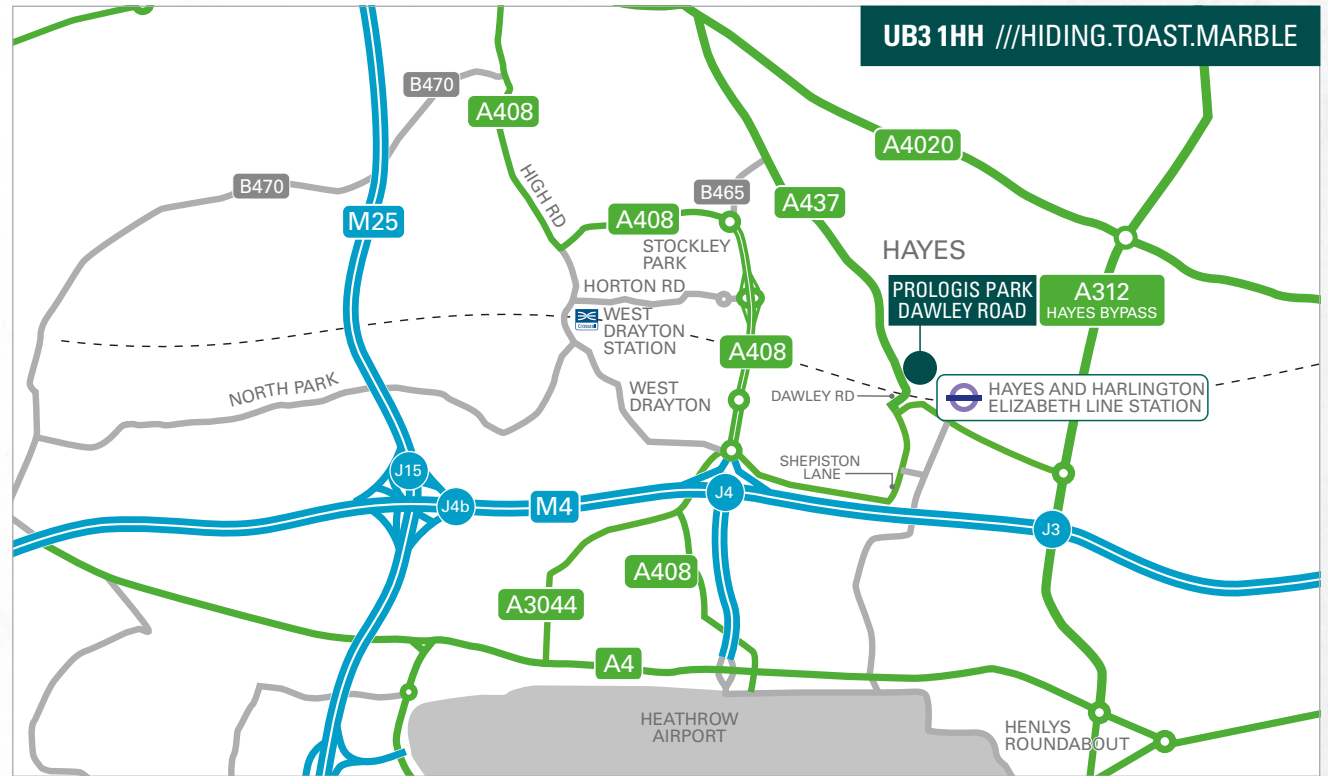 UB3 1HH ///HIDING.TOAST.MARBLE
B470
A408
A4020
B470
HIGH RD
B465
A437
M25
A408
STOCKLEY
PARK
HAYES
HORTON RD
PROLOGIS PARK
DAWLEY ROAD
A312
HAYES BYPASS
Crossrail
WEST
DRAYTON
STATION
A408
NORTH PARK
WEST
DRAYTON
DAWLEY RD
HAYES AND HARLINGTON
ELIZABETH LINE STATION
J15
SHEPISTON
LANE
J4b
M4
J4
J3
A408
A3044
A4
HEATHROW
AIRPORT
HENLYS
ROUNDABOUT